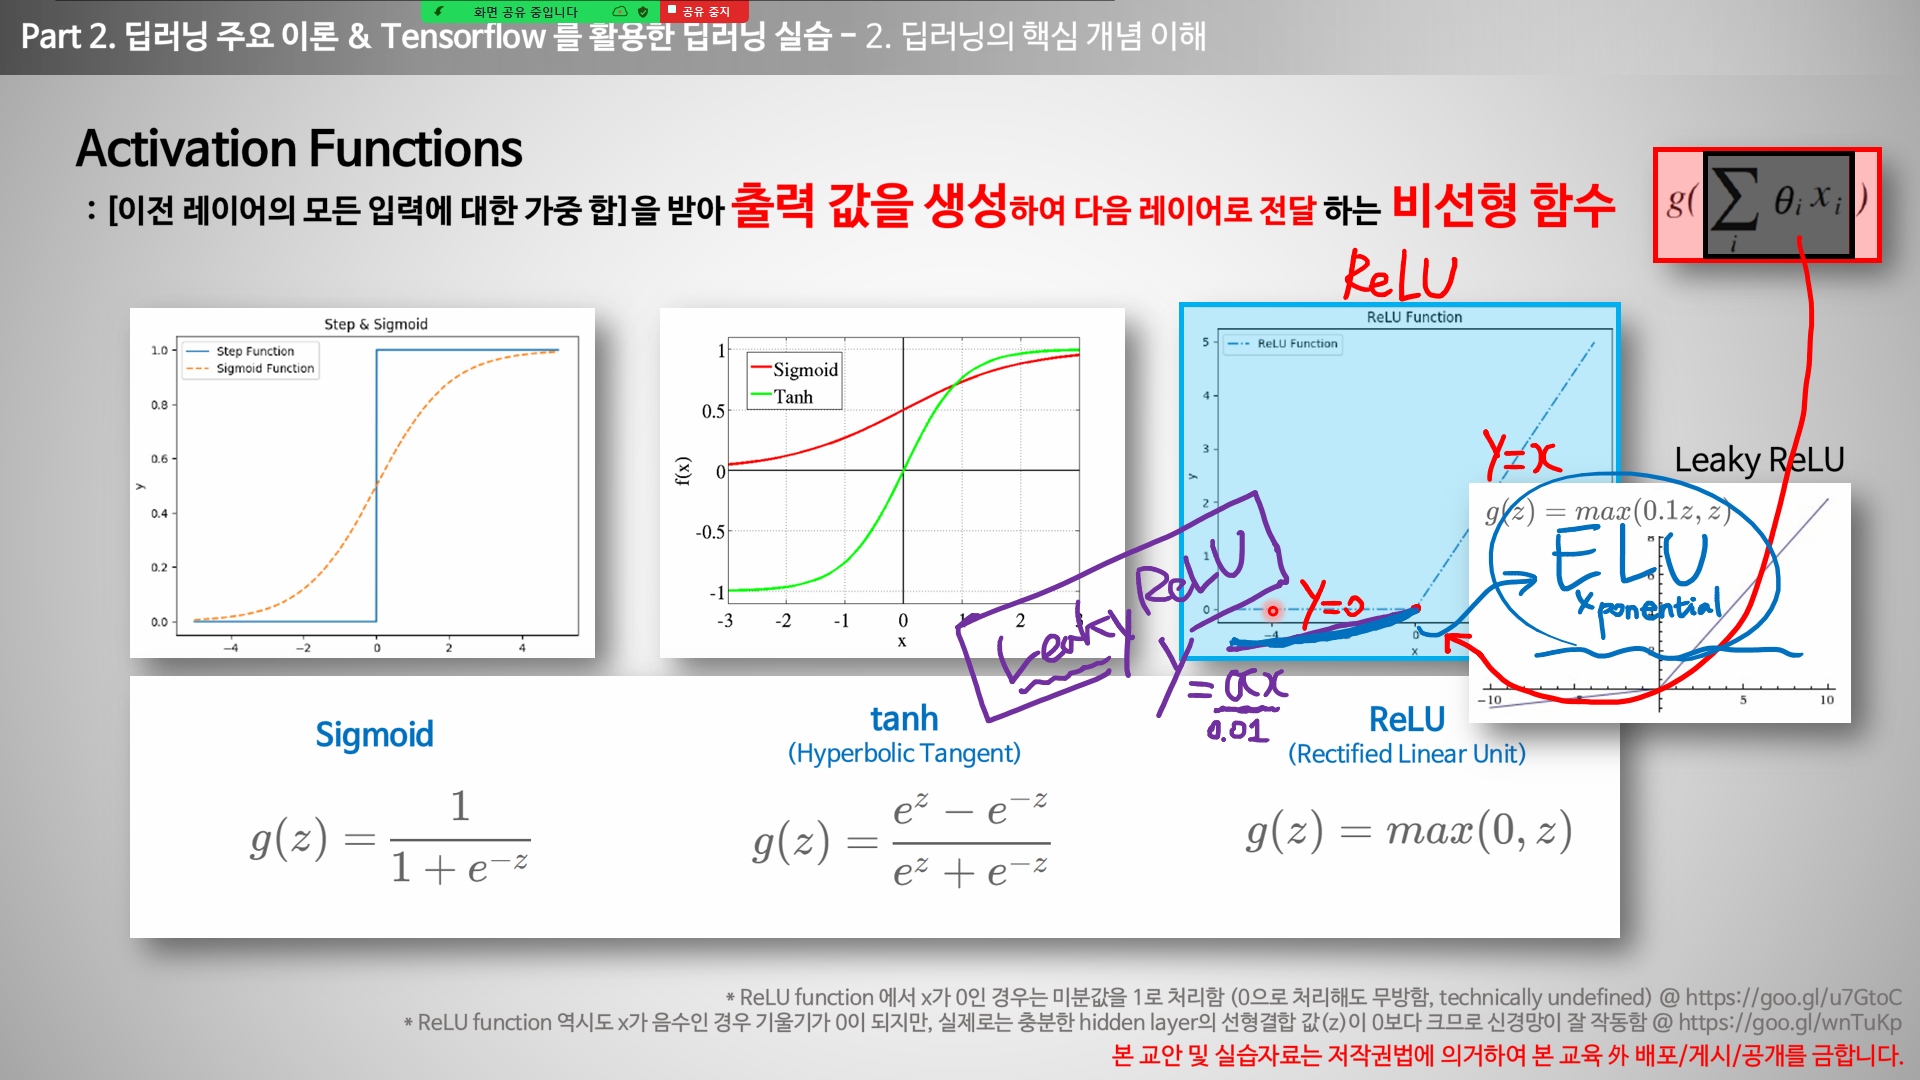 화면 공유 중입니다
공유 중지
Part 2. 딥러닝 주요 이론 & Tensorflow 를 활용한 딥러닝 실습 – 2. 딥러닝의 핵심 개념 이해
Activation Functions
: [이전 레이어의 모든 입력에 대한 가중 합]을 받아 출력 값을 생성하여 다음 레이어로 전달 하는 비선형 함수
g( ∑ θᵢ xᵢ )
i
ReLU
Step & Sigmoid
Step Function
Sigmoid Function
1.0
0.8
0.6
0.4
0.2
0.0
y
−4 −2 0 2 4
Sigmoid
Tanh
1
0.5
0
-0.5
-1
f(x)
-3 -2 -1 0 1 2 3
x
ReLU Function
ReLU Function
5
4
3
2
1
0
y
−4 0
x
Y=x
Y=0
Leaky ReLU
Y=αx
0.01
Leaky ReLU
g(z) = max(0.1z, z)
ELU
xponential
−10 5 10
Sigmoid
g(z) = 1 / (1 + e^{−z})
tanh
(Hyperbolic Tangent)
g(z) = (e^z − e^{−z}) / (e^z + e^{−z})
ReLU
(Rectified Linear Unit)
g(z) = max(0, z)
* ReLU function 에서 x가 0인 경우는 미분값을 1로 처리함 (0으로 처리해도 무방함, technically undefined) @ https://goo.gl/u7GtoC
* ReLU function 역시도 x가 음수인 경우 기울기가 0이 되지만, 실제로는 충분한 hidden layer의 선형결합 값(z)이 0보다 크므로 신경망이 잘 작동함 @ https://goo.gl/wnTuKp
본 교안 및 실습자료는 저작권법에 의거하여 본 교육 外 배포/게시/공개를 금합니다.